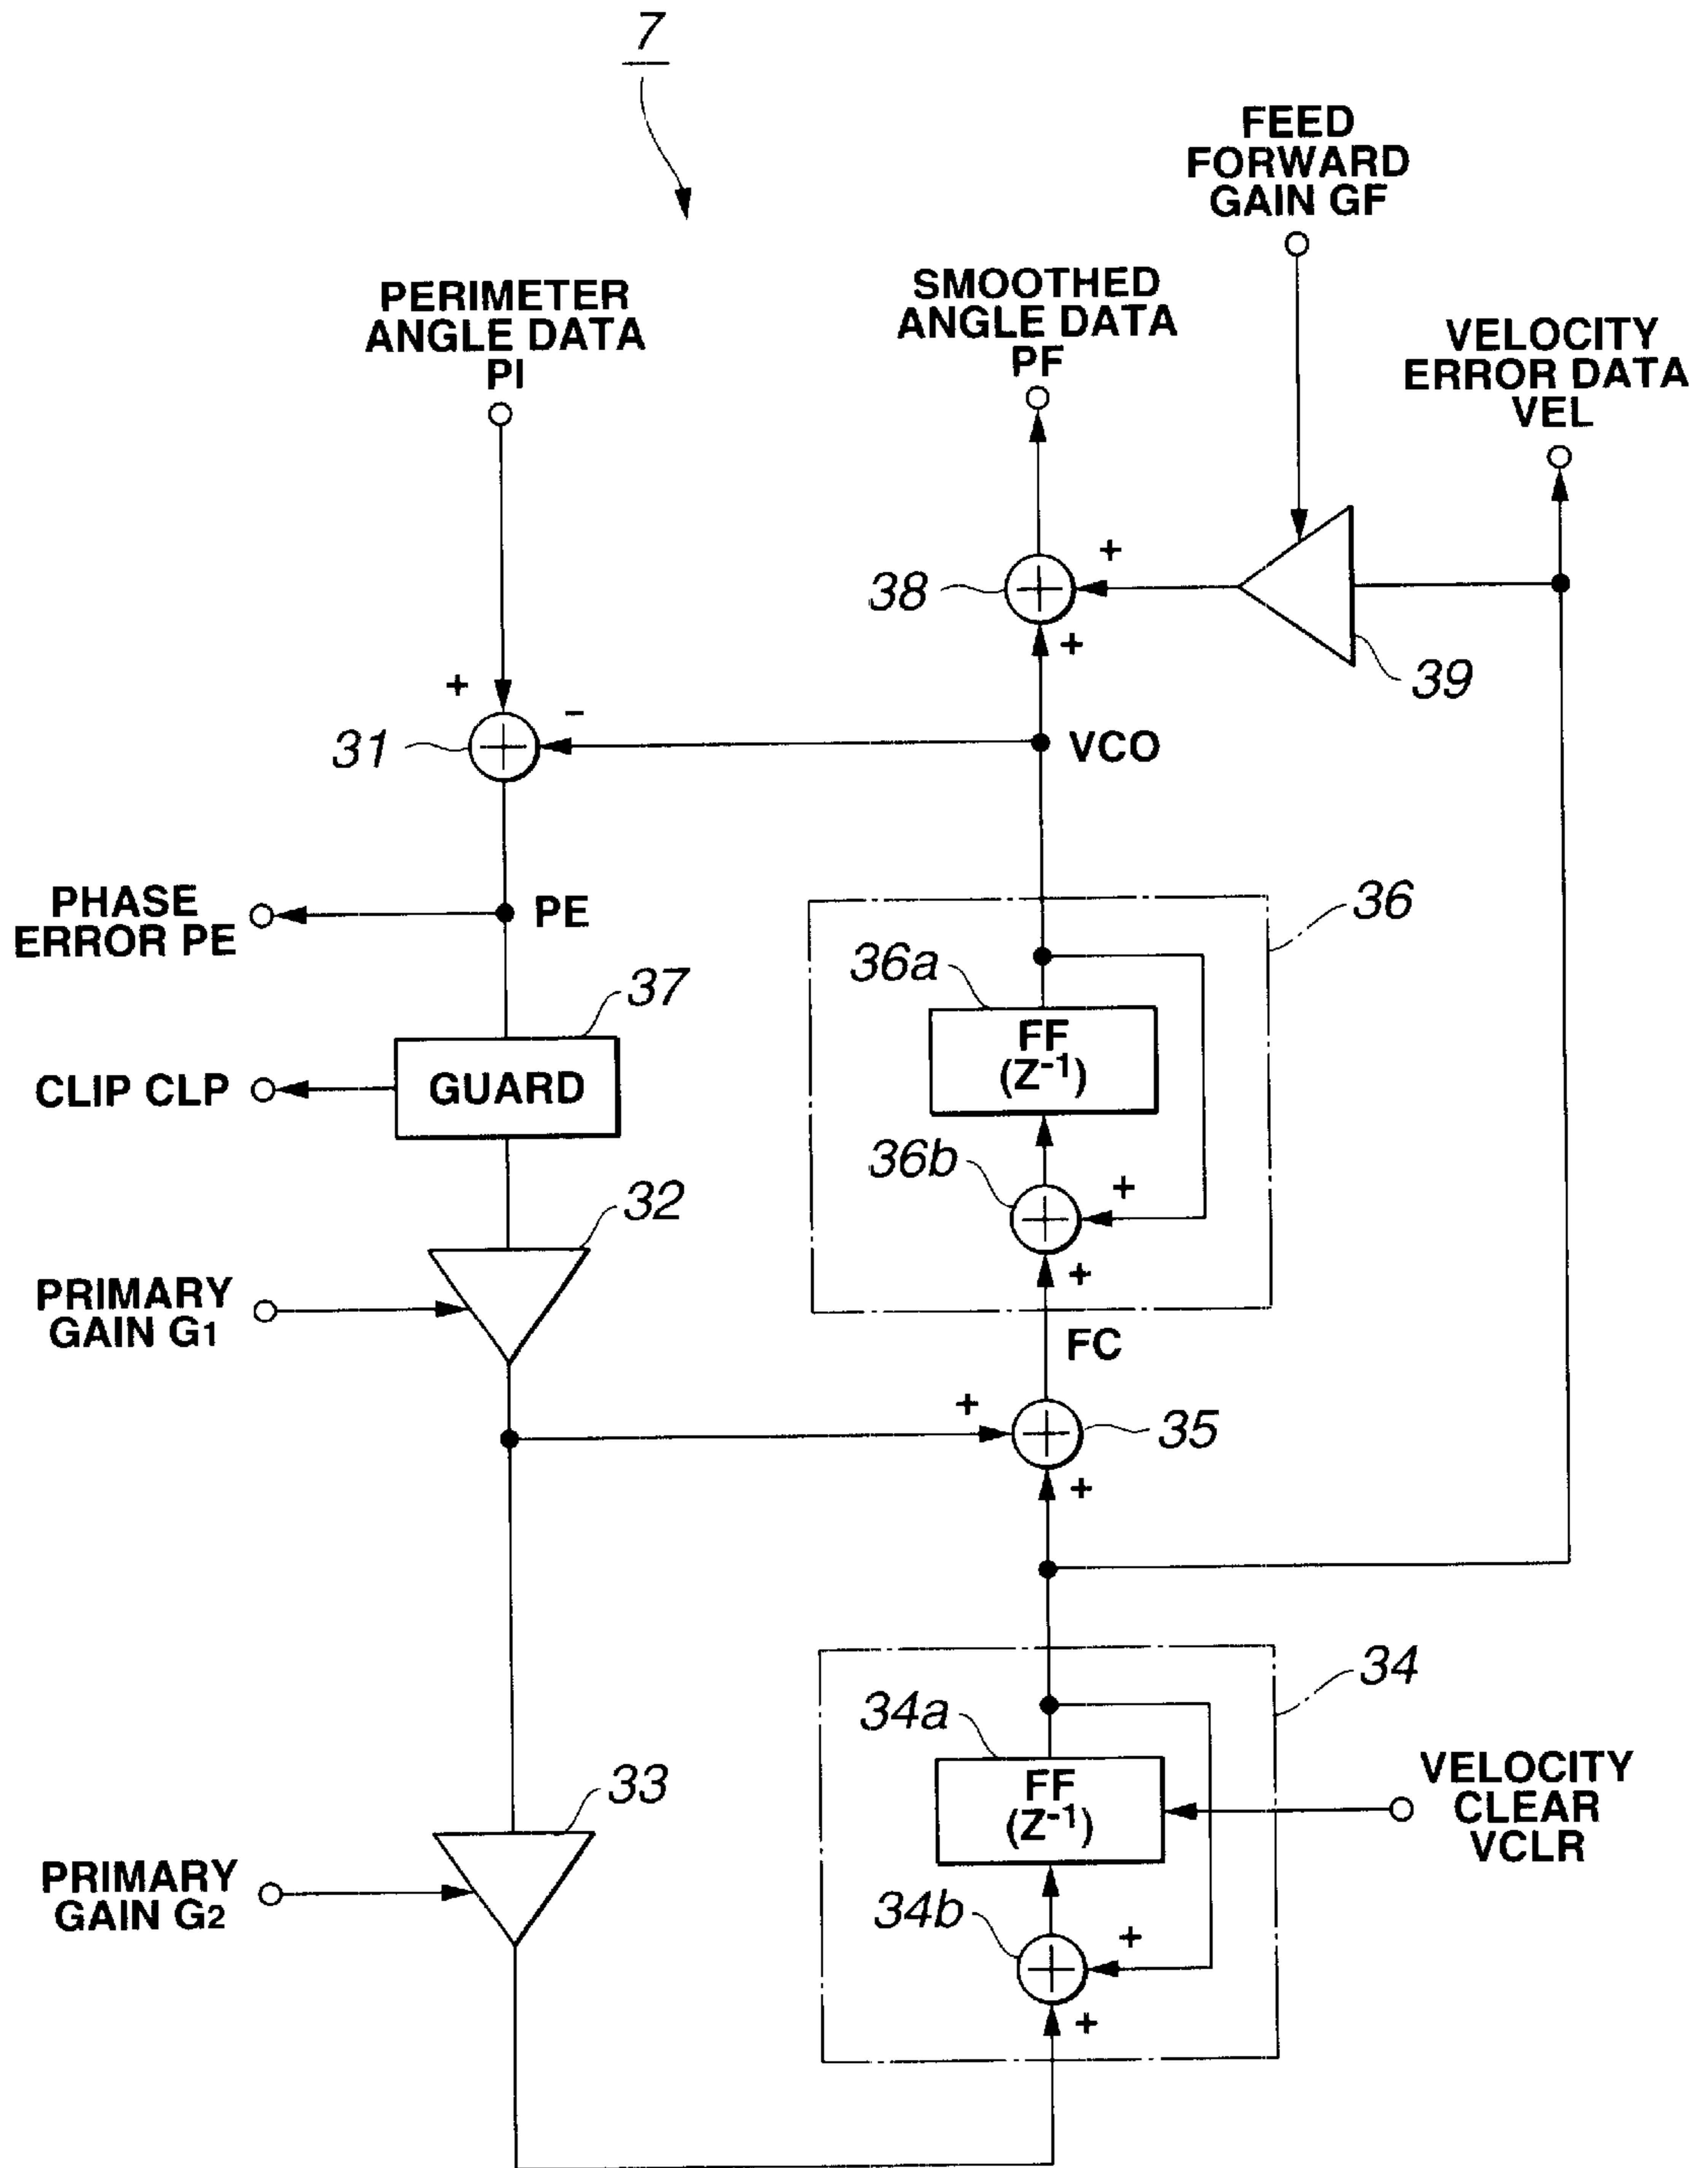 7
FEED
FORWARD
GAIN GF
PERIMETER
ANGLE DATA
PI
SMOOTHED
ANGLE DATA
PF
VELOCITY
ERROR DATA
VEL
+
38
+
39
+
-
31
VCO
PHASE
ERROR PE
PE
36
36a
37
FF
(Z-1)
CLIP CLP
GUARD
36b
+
32
+
PRIMARY
GAIN G1
FC
+
35
+
34
34a
33
FF
(Z-1)
VELOCITY
CLEAR
VCLR
PRIMARY
GAIN G2
34b
+
+